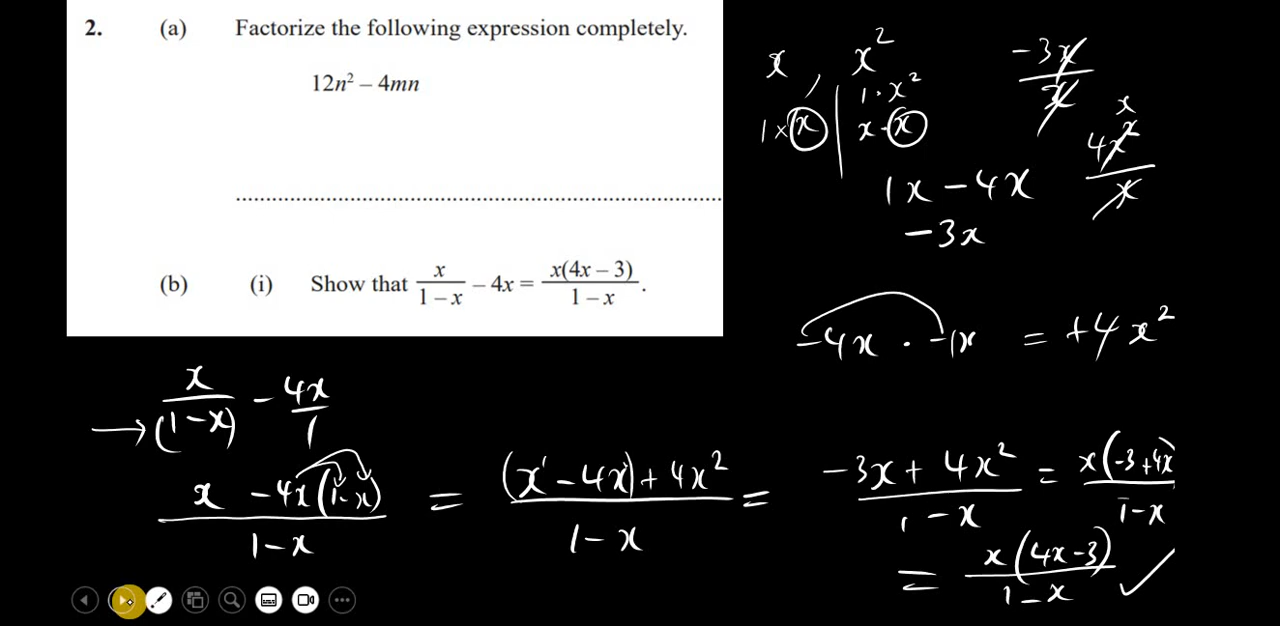 2. (a) Factorize the following expression completely.
12n² – 4mn
(b) (i) Show that x/(1 – x) – 4x = x(4x – 3)/(1 – x).
x , x²
1×x | 1·x²
x·x
-3x/x
x
4x²/x
1x - 4x
-3x
-4x · -1x = +4x²
→ x/(1-x) - 4x/1
(x - 4x(1-x))/(1-x) = ((x - 4x) + 4x²)/(1-x) = (-3x + 4x²)/(1-x) = x(-3+4x)/(1-x)
= x(4x-3)/(1-x) ✓